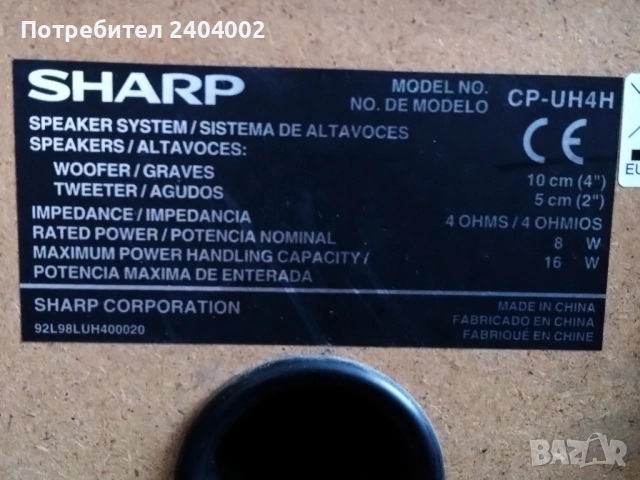 Потребител 2404002
SHARP
MODEL NO.
NO. DE MODELO
CP-UH4H
SPEAKER SYSTEM/SISTEMA DE ALTAVOCES
SPEAKERS/ALTAVOCES:
CE
WOOFER/GRAVES 10 cm (4")
TWEETER/AGUDOS 5 cm (2")
IMPEDANCE/IMPEDANCIA 4 OHMS/4 OHMIOS
RATED POWER/POTENCIA NOMINAL 8 W
MAXIMUM POWER HANDLING CAPACITY/ 16 W
POTENCIA MAXIMA DE ENTERADA
SHARP CORPORATION
92L98LUH400020
MADE IN CHINA
FABRICADO EN CHINA
FABRIQUÉ EN CHINE
EU
BAZAR